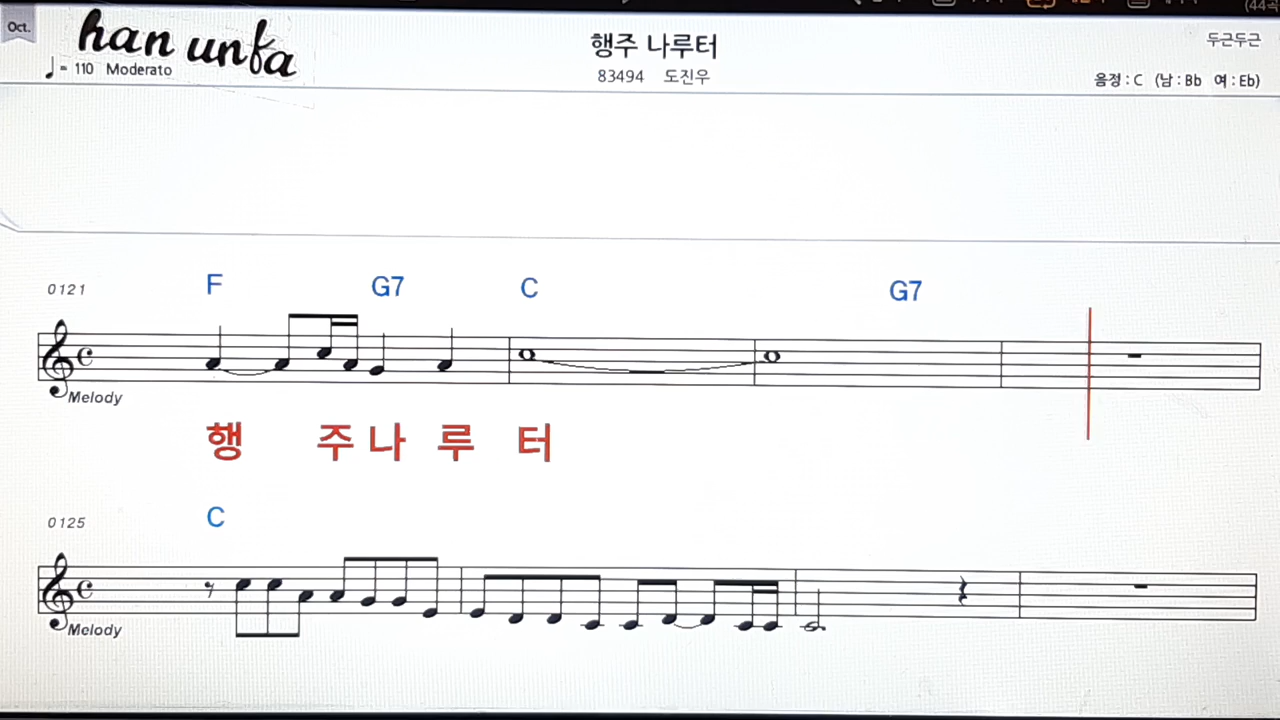 Oct.
han unfa
♩= 110 Moderato
행주 나루터
83494 도진우
두근두근
음정 : C (남 : Bb 여 : Eb)
0121
F G7 C G7
Melody
행 주 나 루 터
0125
C
Melody